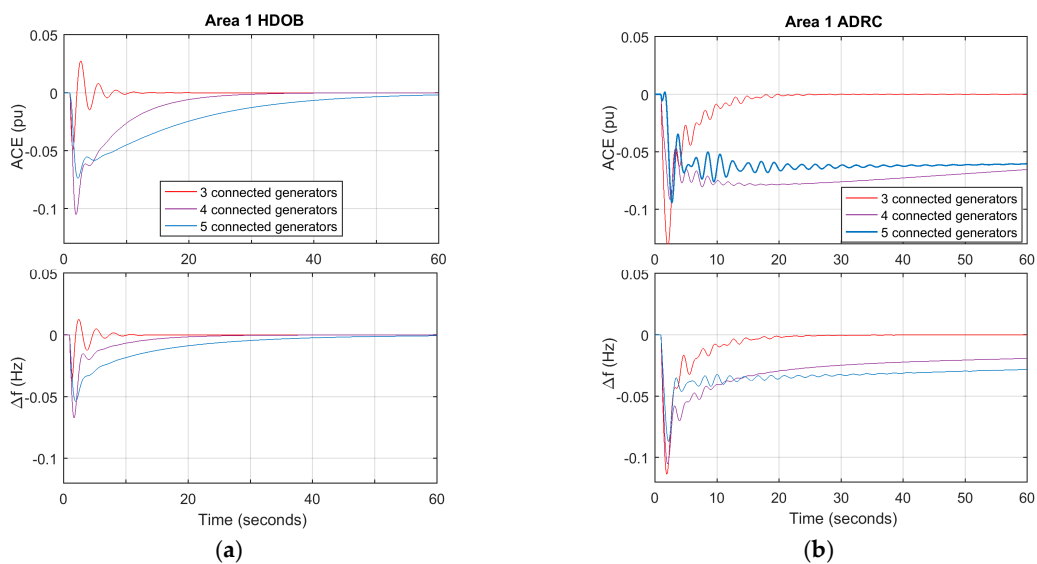 Area 1 HDOB
0.05
0
-0.05
-0.1
ACE (pu)
3 connected generators
4 connected generators
5 connected generators
0
20
40
60
0.05
0
-0.05
-0.1
Δf (Hz)
0
20
40
60
Time (seconds)
(a)
Area 1 ADRC
0.05
0
-0.05
-0.1
ACE (pu)
3 connected generators
4 connected generators
5 connected generators
0
10
20
30
40
50
60
0.05
0
-0.05
-0.1
Δf (Hz)
0
10
20
30
40
50
60
Time (seconds)
(b)